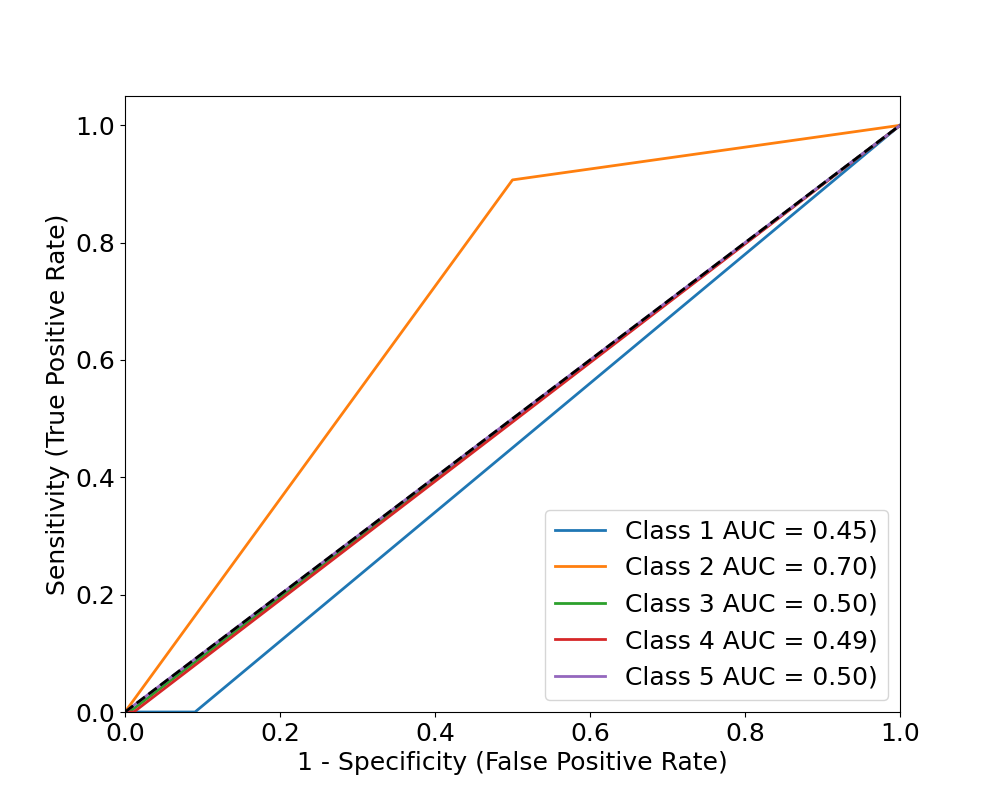 1.0
0.8
0.6
0.4
0.2
0.0
Sensitivity (True Positive Rate)
Class 1 AUC = 0.45)
Class 2 AUC = 0.70)
Class 3 AUC = 0.50)
Class 4 AUC = 0.49)
Class 5 AUC = 0.50)
0.0 0.2 0.4 0.6 0.8 1.0
1 - Specificity (False Positive Rate)